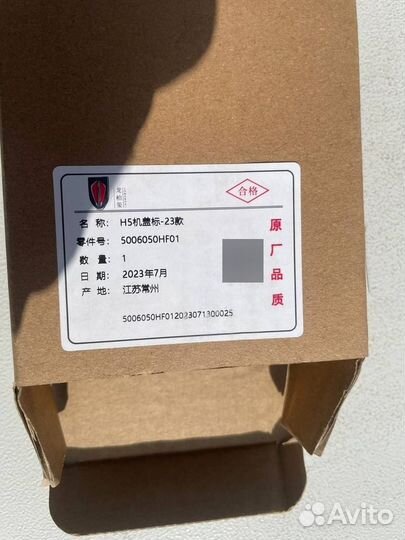 合格
名 称: H5机盖标-23款
零件号: 5006050HF01
数 量: 1
日 期: 2023年7月
产 地: 江苏常州
原厂品质
5006050HF012023071300025
Avito